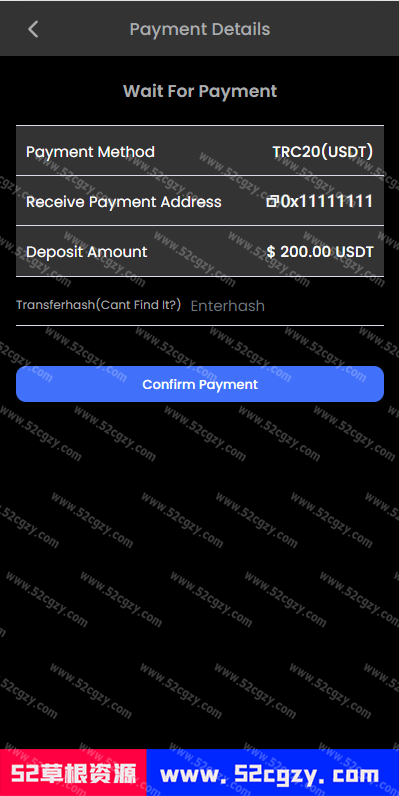 Payment Details
Wait For Payment
Payment Method TRC20(USDT)
Receive Payment Address 0x11111111
Deposit Amount $ 200.00 USDT
Transferhash(Cant Find It?) Enterhash
Confirm Payment
www.52cgzy.com
52草根资源 www.52cgzy.com